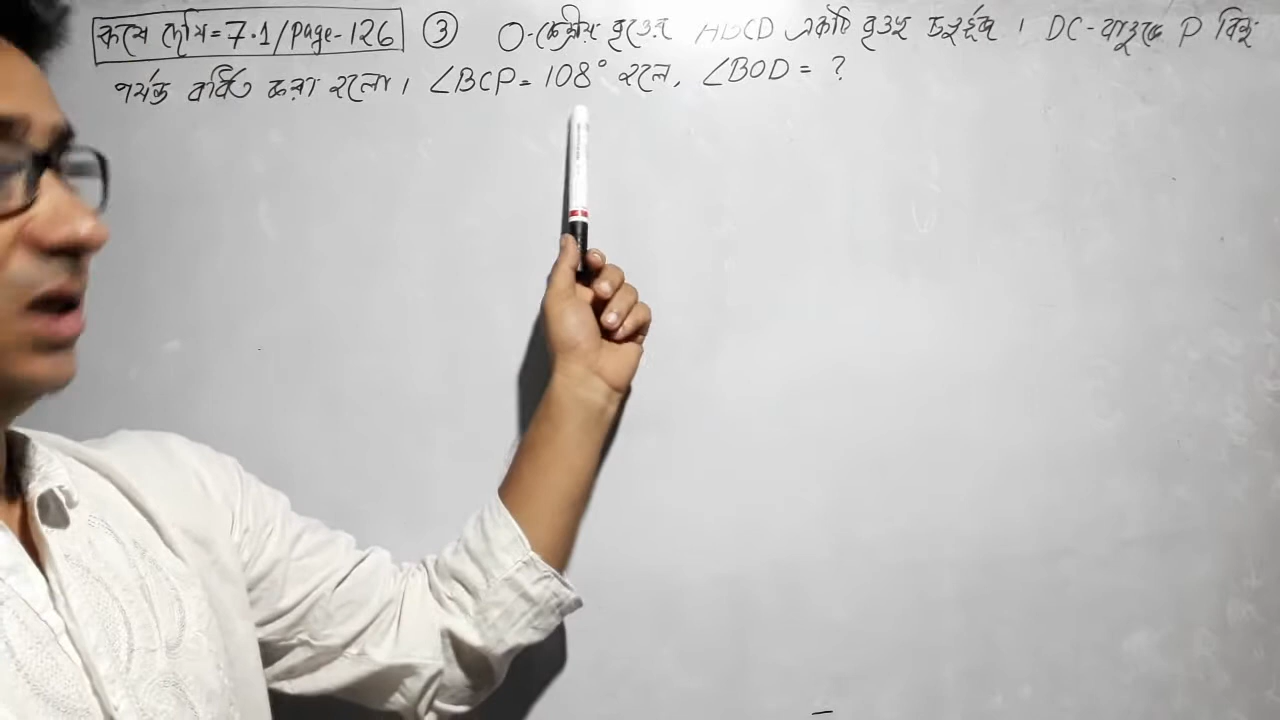 কষে দেখি = 7.1 / page - 126 ③ O-কেন্দ্রীয় বৃত্তের ABCD একটি বৃত্তস্থ চতুর্ভুজ । DC-বাহুকে P বিন্দু
পর্যন্ত বর্ধিত করা হলো । ∠BCP = 108° হলে, ∠BOD = ?